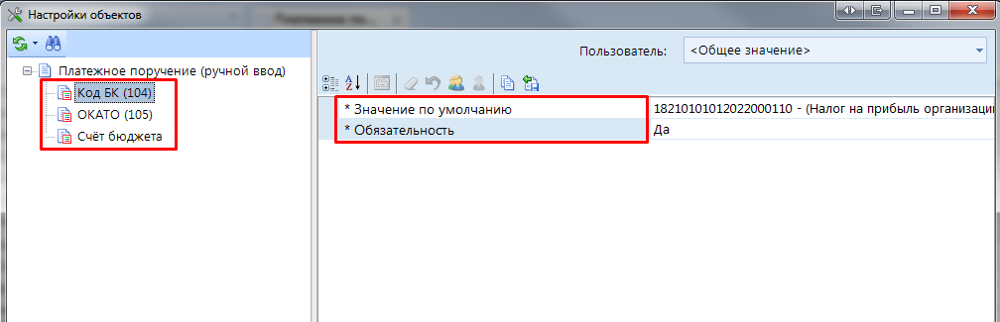 Настройки объектов
Пользователь: <Общее значение>
Платежное поручение (ручной ввод)
Код БК (104)
ОКАТО (105)
Счёт бюджета
* Значение по умолчанию 18210101012022000110 - (Налог на прибыль организаци
* Обязательность Да